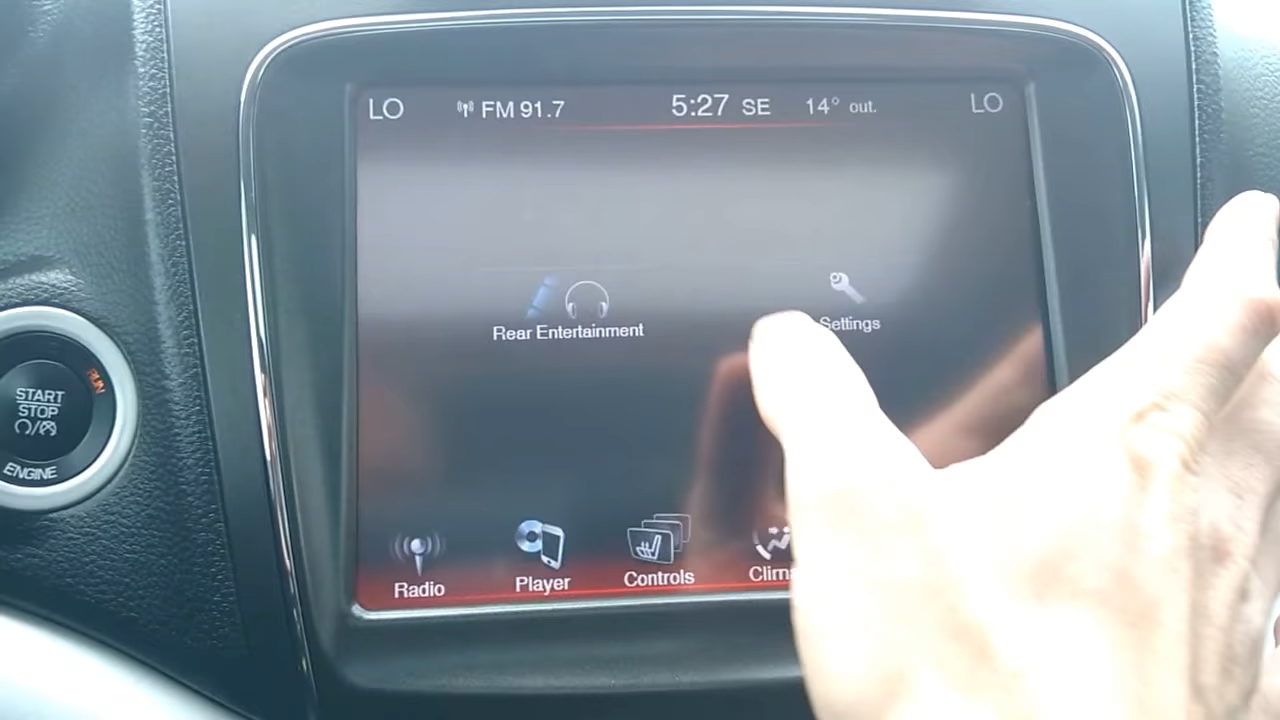 LO FM 91.7 5:27 SE 14° out. LO
Rear Entertainment
Settings
RUN
START
STOP
ENGINE
Radio Player Controls